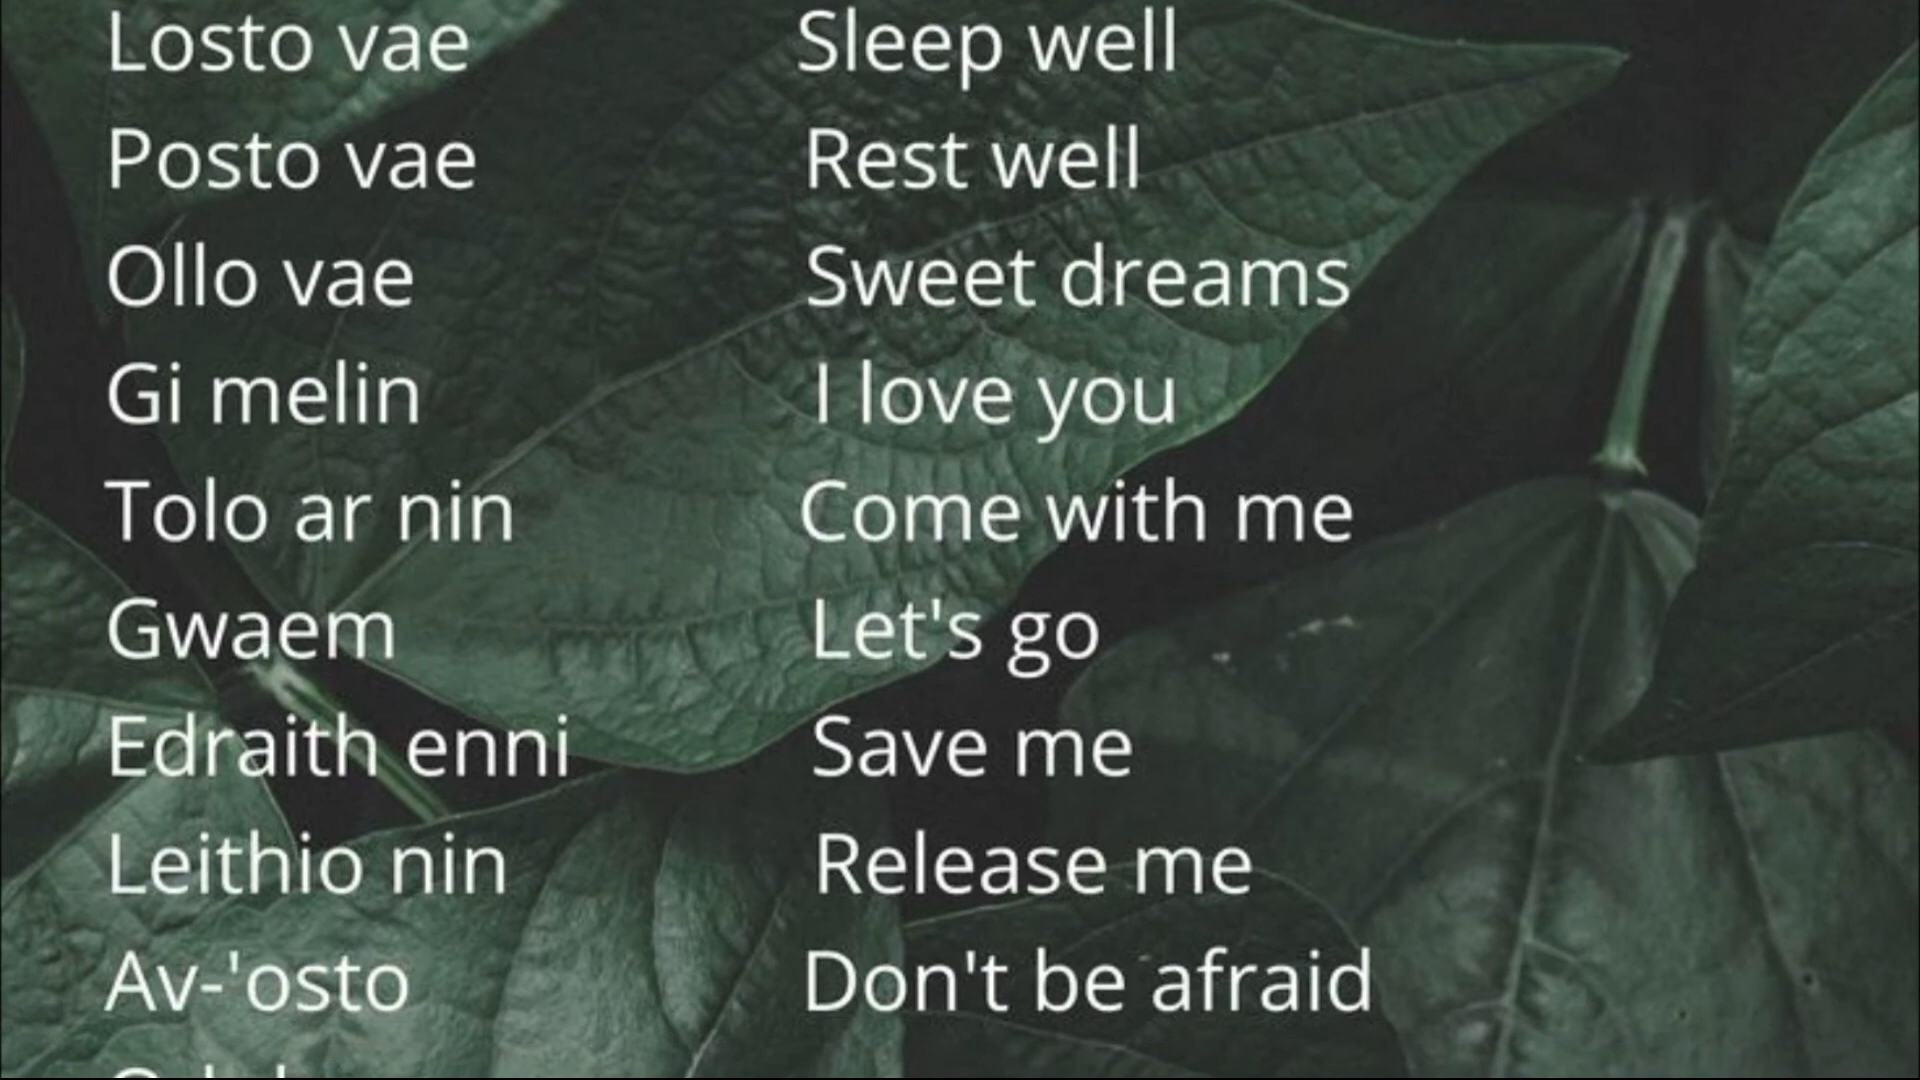 Losto vae Sleep well
Posto vae Rest well
Ollo vae Sweet dreams
Gi melin I love you
Tolo ar nin Come with me
Gwaem Let's go
Edraith enni Save me
Leithio nin Release me
Av-'osto Don't be afraid